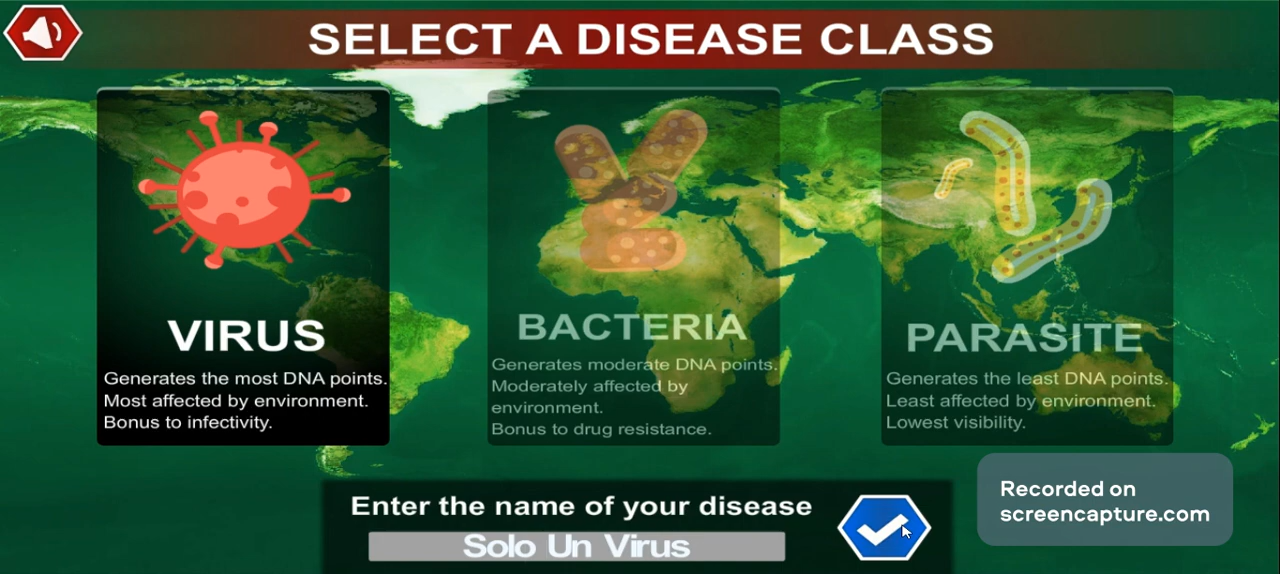 SELECT A DISEASE CLASS
VIRUS
Generates the most DNA points.
Most affected by environment.
Bonus to infectivity.
BACTERIA
Generates moderate DNA points.
Moderately affected by
environment.
Bonus to drug resistance.
PARASITE
Generates the least DNA points.
Least affected by environment.
Lowest visibility.
Enter the name of your disease
Solo Un Virus
Recorded on
screencapture.com